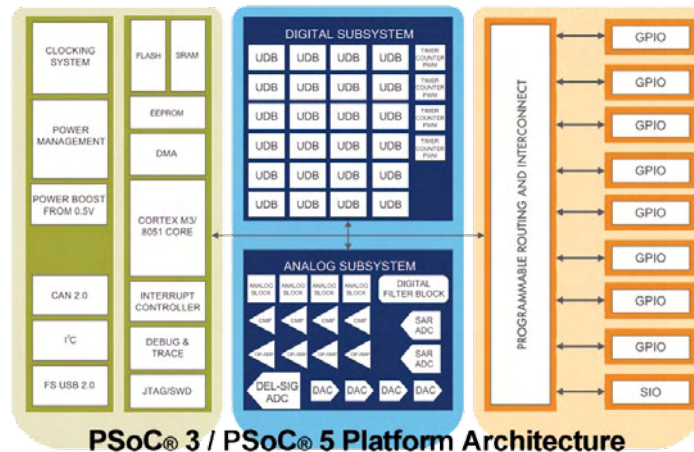 CLOCKING
SYSTEM
POWER
MANAGEMENT
POWER BOOST
FROM 0.5V
CAN 2.0
I²C
FS USB 2.0
FLASH
SRAM
EEPROM
DMA
CORTEX M3/
8051 CORE
INTERRUPT
CONTROLLER
DEBUG &
TRACE
JTAG/SWD
DIGITAL SUBSYSTEM
UDB UDB UDB UDB
TIMER
COUNTER
PWM
UDB UDB UDB UDB
TIMER
COUNTER
PWM
UDB UDB UDB UDB
TIMER
COUNTER
PWM
UDB UDB UDB UDB
TIMER
COUNTER
PWM
UDB UDB UDB UDB
UDB UDB UDB UDB
ANALOG SUBSYSTEM
ANALOG
BLOCK
ANALOG
BLOCK
ANALOG
BLOCK
ANALOG
BLOCK
DIGITAL
FILTER BLOCK
CMP CMP CMP CMP
SAR
ADC
OP-AMP OP-AMP OP-AMP OP-AMP
SAR
ADC
DEL-SIG
ADC
DAC DAC DAC DAC
PROGRAMMABLE ROUTING AND INTERCONNECT
GPIO
GPIO
GPIO
GPIO
GPIO
GPIO
GPIO
GPIO
SIO
PSoC® 3 / PSoC® 5 Platform Architecture